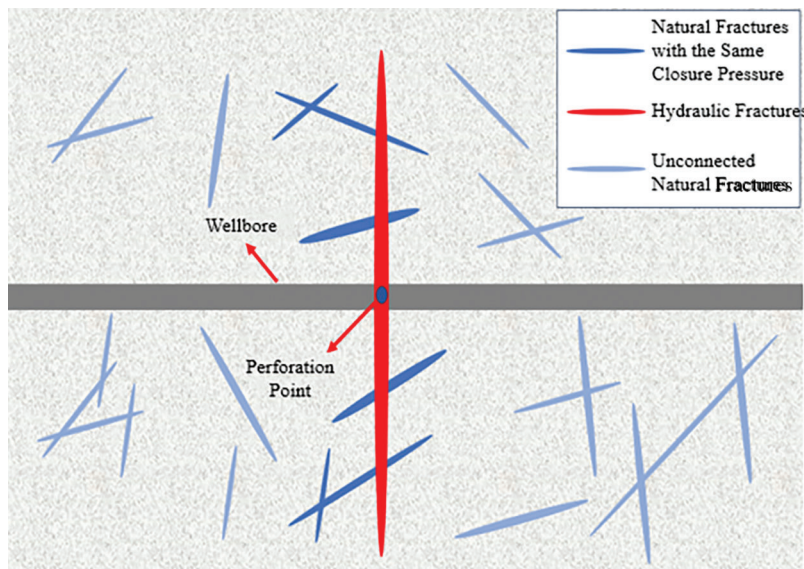 Natural Fractures
with the Same
Closure Pressure
Hydraulic Fractures
Unconnected
Natural Fractures
Wellbore
Perforation
Point